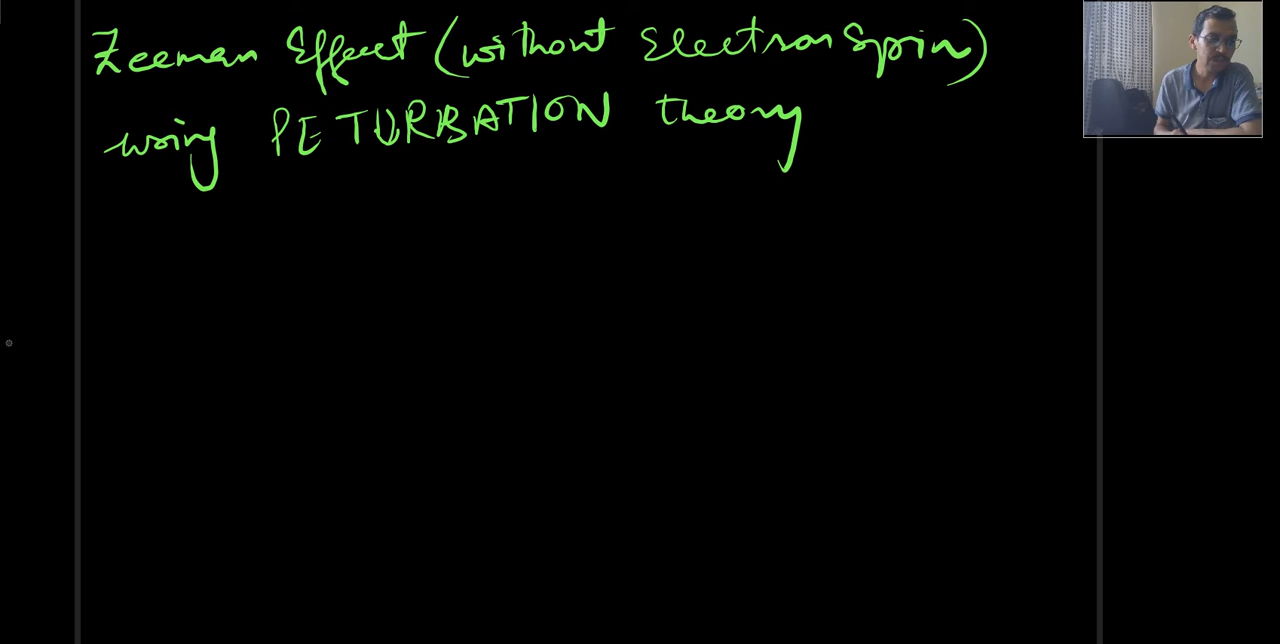 Zeeman Effect (without Electron Spin)
using PETURBATION theory